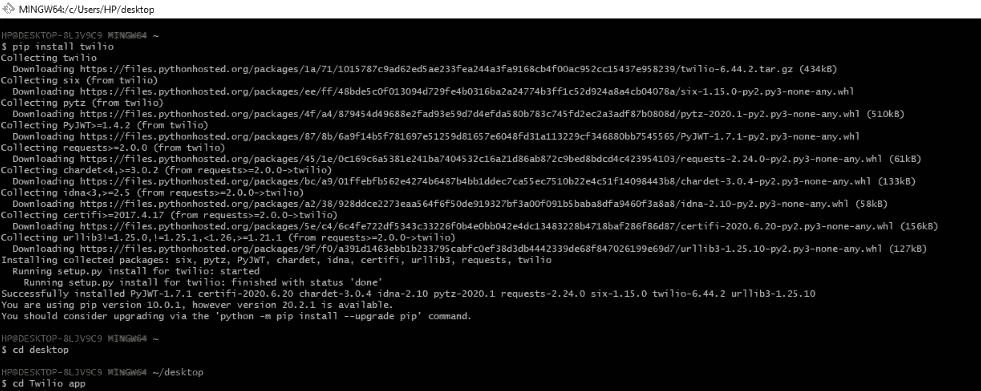 MINGW64:/c/Users/HP/desktop
HP@DESKTOP-8LJV9C9 MINGW64 ~
$ pip install twilio
Collecting twilio
  Downloading https://files.pythonhosted.org/packages/1a/71/1015787c9ad62ed5ae233fea244a3fa9168cb4f00ac952cc15437e958239/twilio-6.44.2.tar.gz (434kB)
Collecting six (from twilio)
  Downloading https://files.pythonhosted.org/packages/ee/ff/48bde5c0f013094d729fe4b0316ba2a24774b3ff1c52d924a8a4cb04078a/six-1.15.0-py2.py3-none-any.whl
Collecting pytz (from twilio)
  Downloading https://files.pythonhosted.org/packages/4f/a4/879454d49688e2fad93e59d7d4efda580b783c745fd2ec2a3adf87b0808d/pytz-2020.1-py2.py3-none-any.whl (510kB)
Collecting PyJWT>=1.4.2 (from twilio)
  Downloading https://files.pythonhosted.org/packages/87/8b/6a9f14b5f781697e51259d81657e6048fd31a113229cf346880bb7545565/PyJWT-1.7.1-py2.py3-none-any.whl
Collecting requests>=2.0.0 (from twilio)
  Downloading https://files.pythonhosted.org/packages/45/1e/0c169c6a5381e241ba7404532c16a21d86ab872c9bed8bdcd4c423954103/requests-2.24.0-py2.py3-none-any.whl (61kB)
Collecting chardet<4,>=3.0.2 (from requests>=2.0.0->twilio)
  Downloading https://files.pythonhosted.org/packages/bc/a9/01ffebfb562e4274b6487b4bb1ddec7ca55ec7510b22e4c51f14098443b8/chardet-3.0.4-py2.py3-none-any.whl (133kB)
Collecting idna<3,>=2.5 (from requests>=2.0.0->twilio)
  Downloading https://files.pythonhosted.org/packages/a2/38/928ddce2273eaa564f6f50de919327bf3a00f091b5baba8dfa9460f3a8a8/idna-2.10-py2.py3-none-any.whl (58kB)
Collecting certifi>=2017.4.17 (from requests>=2.0.0->twilio)
  Downloading https://files.pythonhosted.org/packages/5e/c4/6c4fe722df5343c33226f0b4e0bb042e4dc13483228b4718baf286f86d87/certifi-2020.6.20-py2.py3-none-any.whl (156kB)
Collecting urllib3!=1.25.0,!=1.25.1,<1.26,>=1.21.1 (from requests>=2.0.0->twilio)
  Downloading https://files.pythonhosted.org/packages/9f/f0/a391d1463ebb1b233795cabfc0ef38d3db4442339de68f847026199e69d7/urllib3-1.25.10-py2.py3-none-any.whl (127kB)
Installing collected packages: six, pytz, PyJWT, chardet, idna, certifi, urllib3, requests, twilio
  Running setup.py install for twilio: started
    Running setup.py install for twilio: finished with status 'done'
Successfully installed PyJWT-1.7.1 certifi-2020.6.20 chardet-3.0.4 idna-2.10 pytz-2020.1 requests-2.24.0 six-1.15.0 twilio-6.44.2 urllib3-1.25.10
You are using pip version 10.0.1, however version 20.2.1 is available.
You should consider upgrading via the 'python -m pip install --upgrade pip' command.
HP@DESKTOP-8LJV9C9 MINGW64 ~
$ cd desktop
HP@DESKTOP-8LJV9C9 MINGW64 ~/desktop
$ cd Twilio app